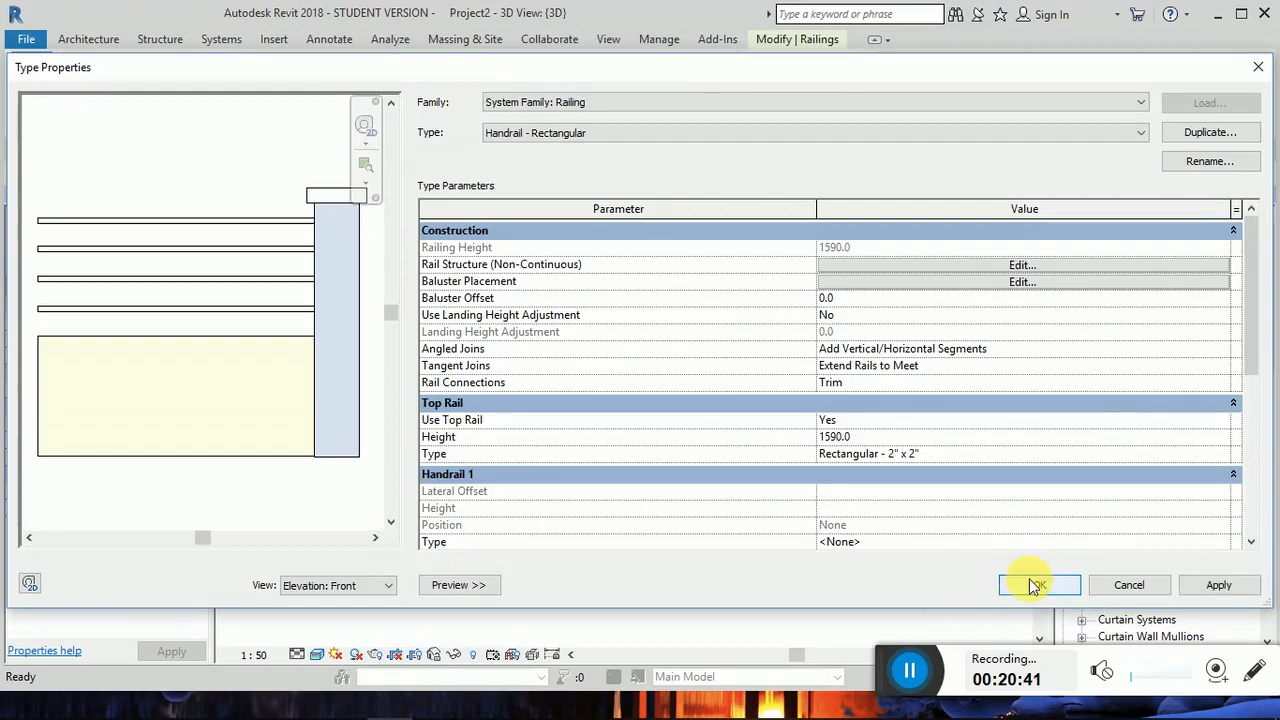 Autodesk Revit 2018 - STUDENT VERSION - Project2 - 3D View: {3D}
Type a keyword or phrase
Sign In
File Architecture Structure Systems Insert Annotate Analyze Massing & Site Collaborate View Manage Add-Ins Modify | Railings
Type Properties
Family: System Family: Railing Load...
Type: Handrail - Rectangular Duplicate...
Rename...
2D
Type Parameters
Parameter Value =
Construction
Railing Height 1590.0
Rail Structure (Non-Continuous) Edit...
Baluster Placement Edit...
Baluster Offset 0.0
Use Landing Height Adjustment No
Landing Height Adjustment 0.0
Angled Joins Add Vertical/Horizontal Segments
Tangent Joins Extend Rails to Meet
Rail Connections Trim
Top Rail
Use Top Rail Yes
Height 1590.0
Type Rectangular - 2" x 2"
Handrail 1
Lateral Offset
Height
Position None
Type <None>
View: Elevation: Front Preview >> OK Cancel Apply
Curtain Systems
Curtain Wall Mullions
Properties help Apply
1 : 50
Ready :0 Main Model
Recording...
00:20:41